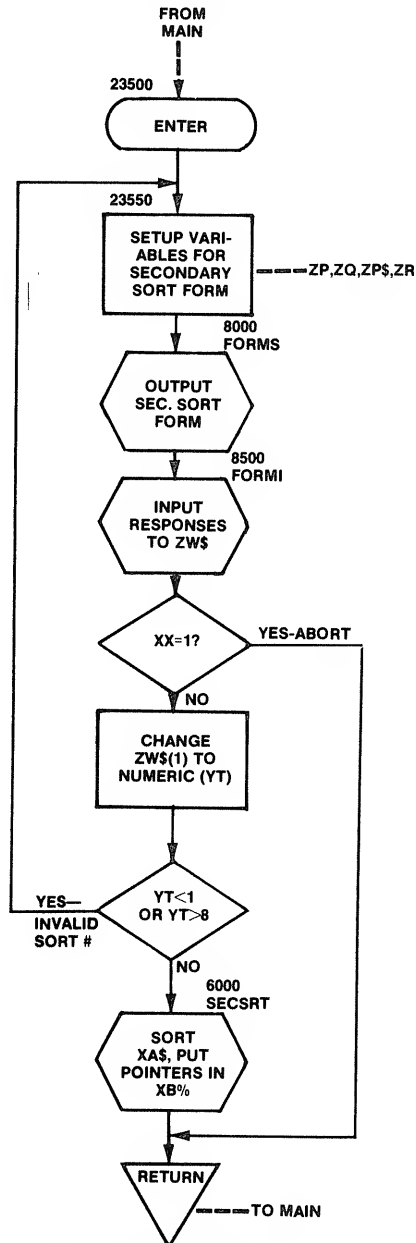 FROM
MAIN
23500
ENTER
23550
SETUP VARI-
ABLES FOR
SECONDARY
SORT FORM
ZP,ZQ,ZP$,ZR
8000
FORMS
OUTPUT
SEC. SORT
FORM
8500
FORMI
INPUT
RESPONSES
TO ZW$
XX=1?
YES-ABORT
NO
CHANGE
ZW$(1) TO
NUMERIC (YT)
YT<1
OR YT>8
YES—
INVALID
SORT #
NO
6000
SECSRT
SORT
XA$, PUT
POINTERS IN
XB%
RETURN
TO MAIN